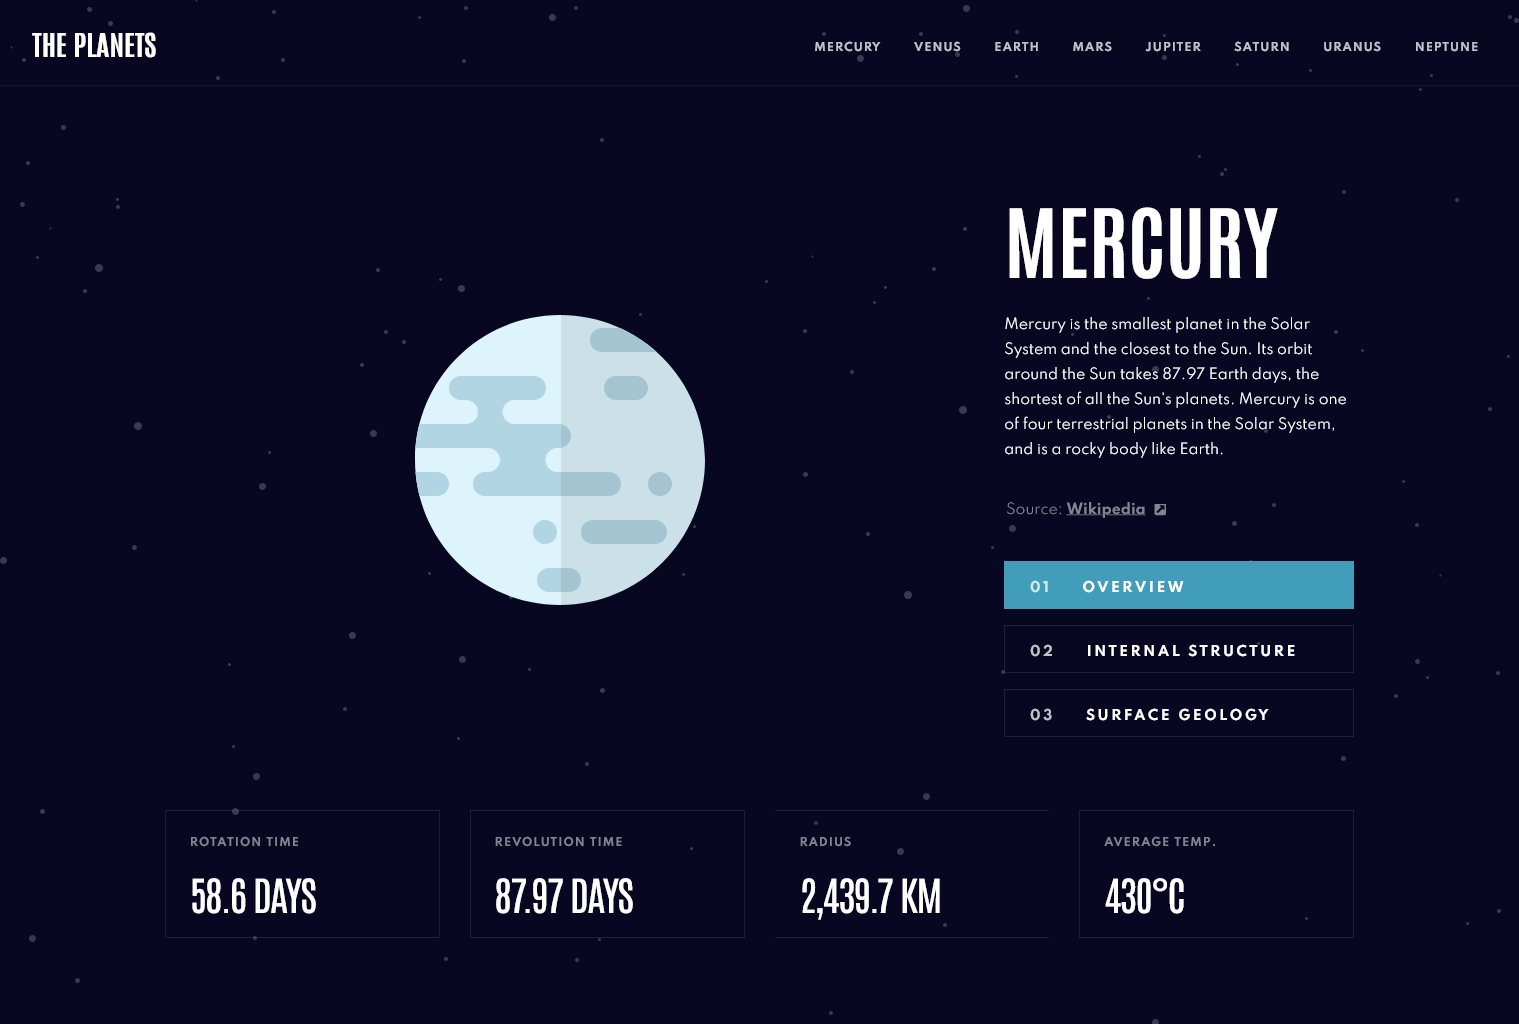 THE PLANETS
MERCURY VENUS EARTH MARS JUPITER SATURN URANUS NEPTUNE
MERCURY
Mercury is the smallest planet in the Solar
System and the closest to the Sun. Its orbit
around the Sun takes 87.97 Earth days, the
shortest of all the Sun's planets. Mercury is one
of four terrestrial planets in the Solar System,
and is a rocky body like Earth.
Source: Wikipedia
01 OVERVIEW
02 INTERNAL STRUCTURE
03 SURFACE GEOLOGY
ROTATION TIME
58.6 DAYS
REVOLUTION TIME
87.97 DAYS
RADIUS
2,439.7 KM
AVERAGE TEMP.
430°C